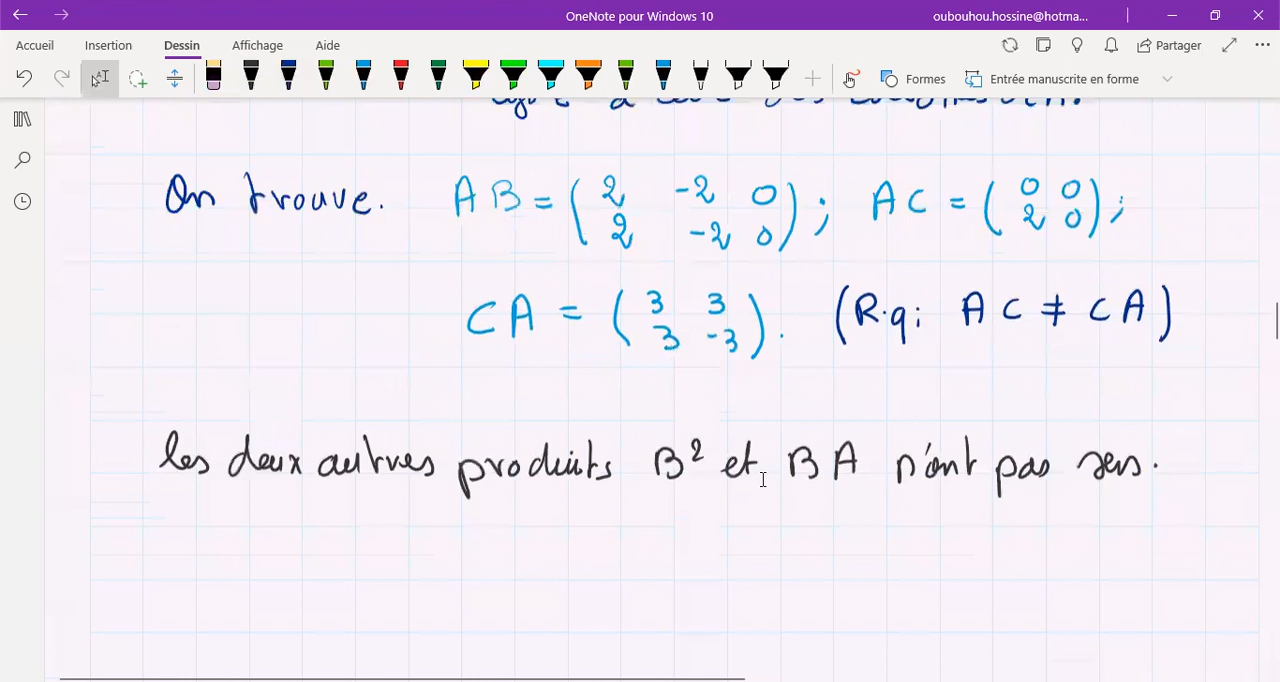 OneNote pour Windows 10
oubouhou.hossine@hotma...
Accueil Insertion Dessin Affichage Aide Partager
Formes Entrée manuscrite en forme
On trouve. AB = ( 2 -2 0 ; 2 -2 0 ) ; AC = ( 0 0 ; 2 0 ) ;
CA = ( 3 3 ; 3 -3 ) . (R.q; AC ≠ CA)
les deux autres produits B² et BA n'ont pas sens.